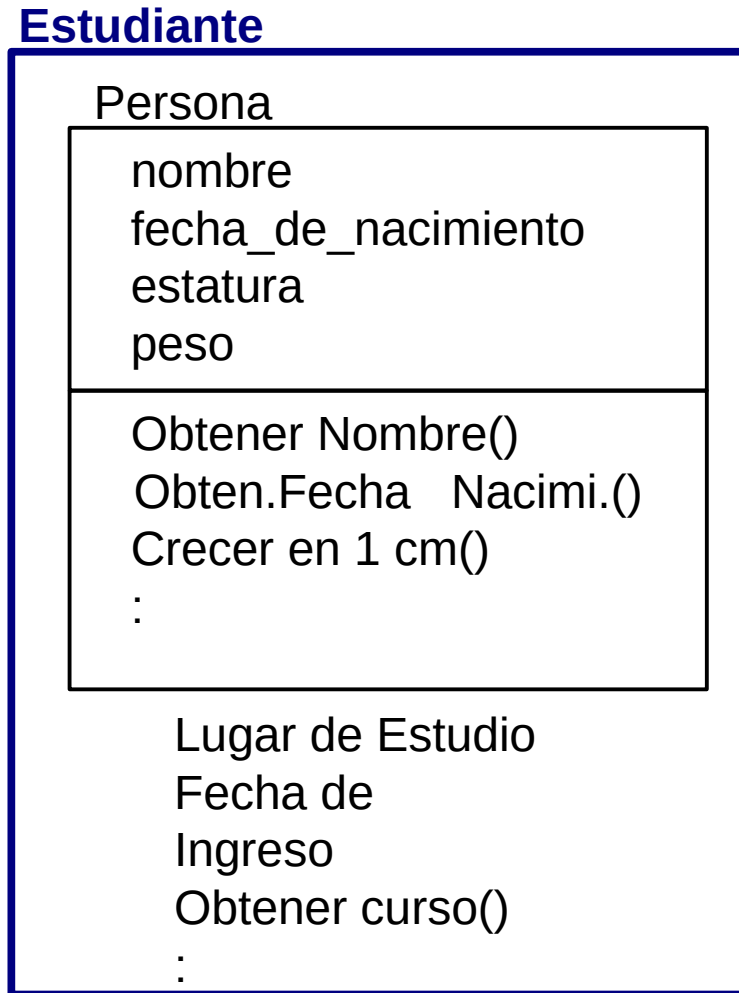 Estudiante
Persona
nombre
fecha_de_nacimiento
estatura
peso
Obtener Nombre()
Obten.Fecha Nacimi.()
Crecer en 1 cm()
:
Lugar de Estudio
Fecha de
Ingreso
Obtener curso()
: